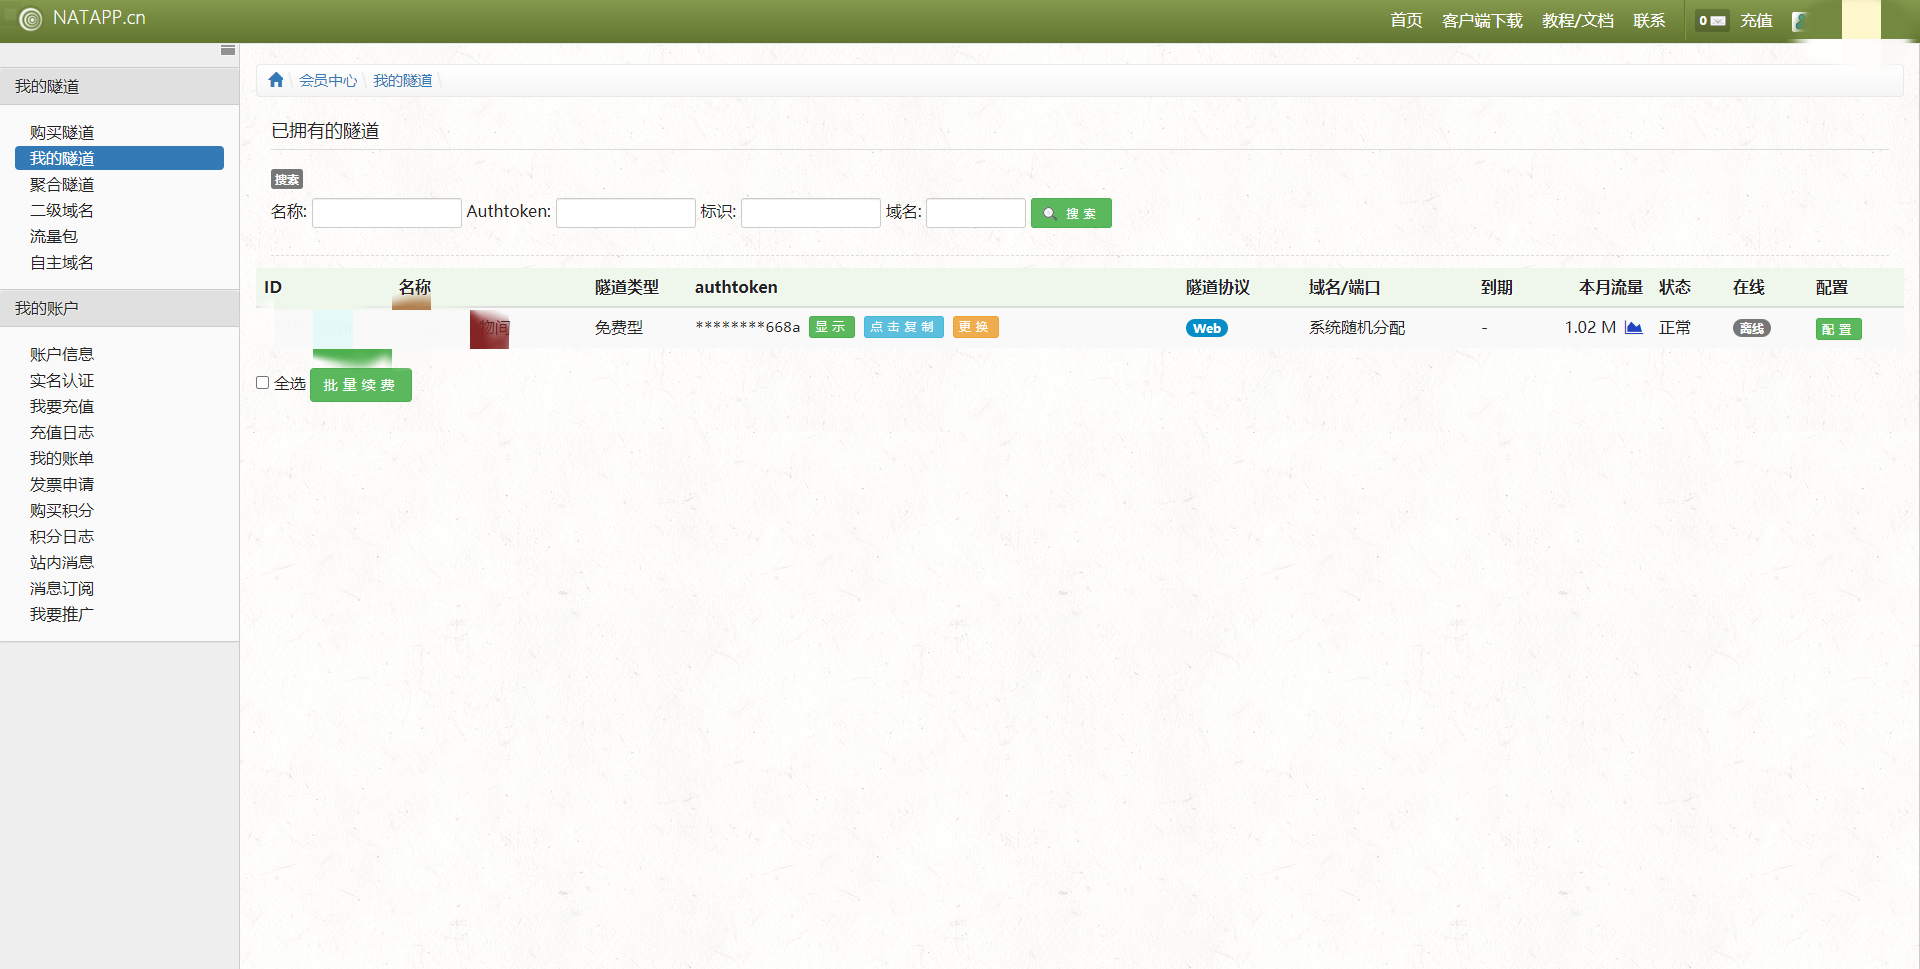 NATAPP.cn
首页 客户端下载 教程/文档 联系 0 充值
我的隧道
购买隧道
我的隧道
聚合隧道
二级域名
流量包
自主域名
我的账户
账户信息
实名认证
我要充值
充值日志
我的账单
发票申请
购买积分
积分日志
站内消息
消息订阅
我要推广
会员中心 \ 我的隧道 \
已拥有的隧道
搜索
名称: Authtoken: 标识: 域名: 搜索
ID 名称 隧道类型 authtoken 隧道协议 域名/端口 到期 本月流量 状态 在线 配置
物间 免费型 ********668a 显示 点击复制 更换 Web 系统随机分配 - 1.02 M 正常 离线 配置
全选 批量续费